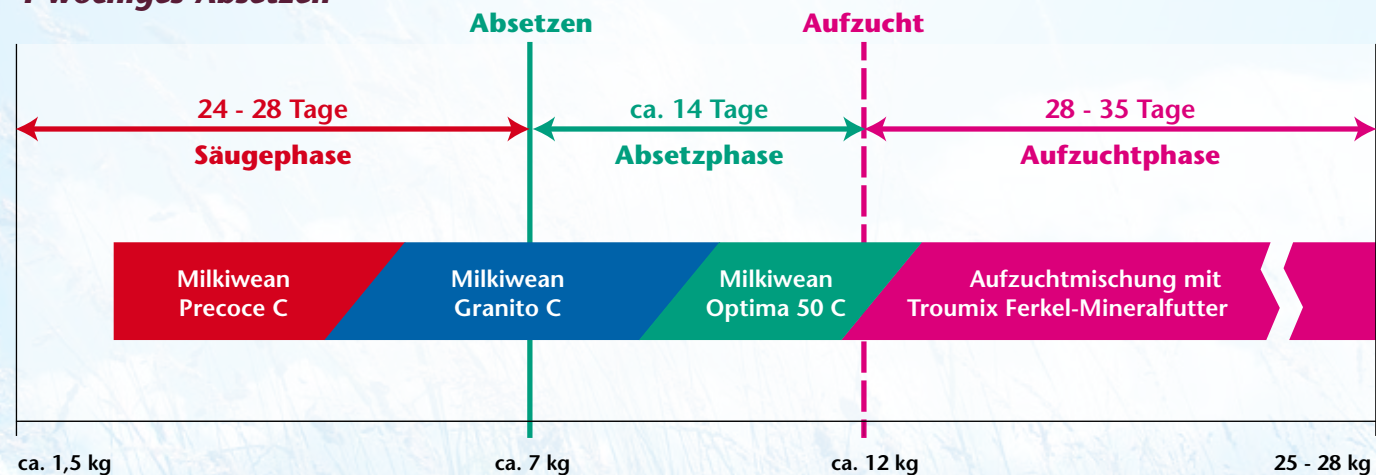 wöchiges Absetzen
Absetzen
Aufzucht
24 - 28 Tage
ca. 14 Tage
28 - 35 Tage
Säugephase
Absetzphase
Aufzuchtphase
Milkiwean
Precoce C
Milkiwean
Granito C
Milkiwean
Optima 50 C
Aufzuchtmischung mit
Troumix Ferkel-Mineralfutter
ca. 1,5 kg
ca. 7 kg
ca. 12 kg
25 - 28 kg